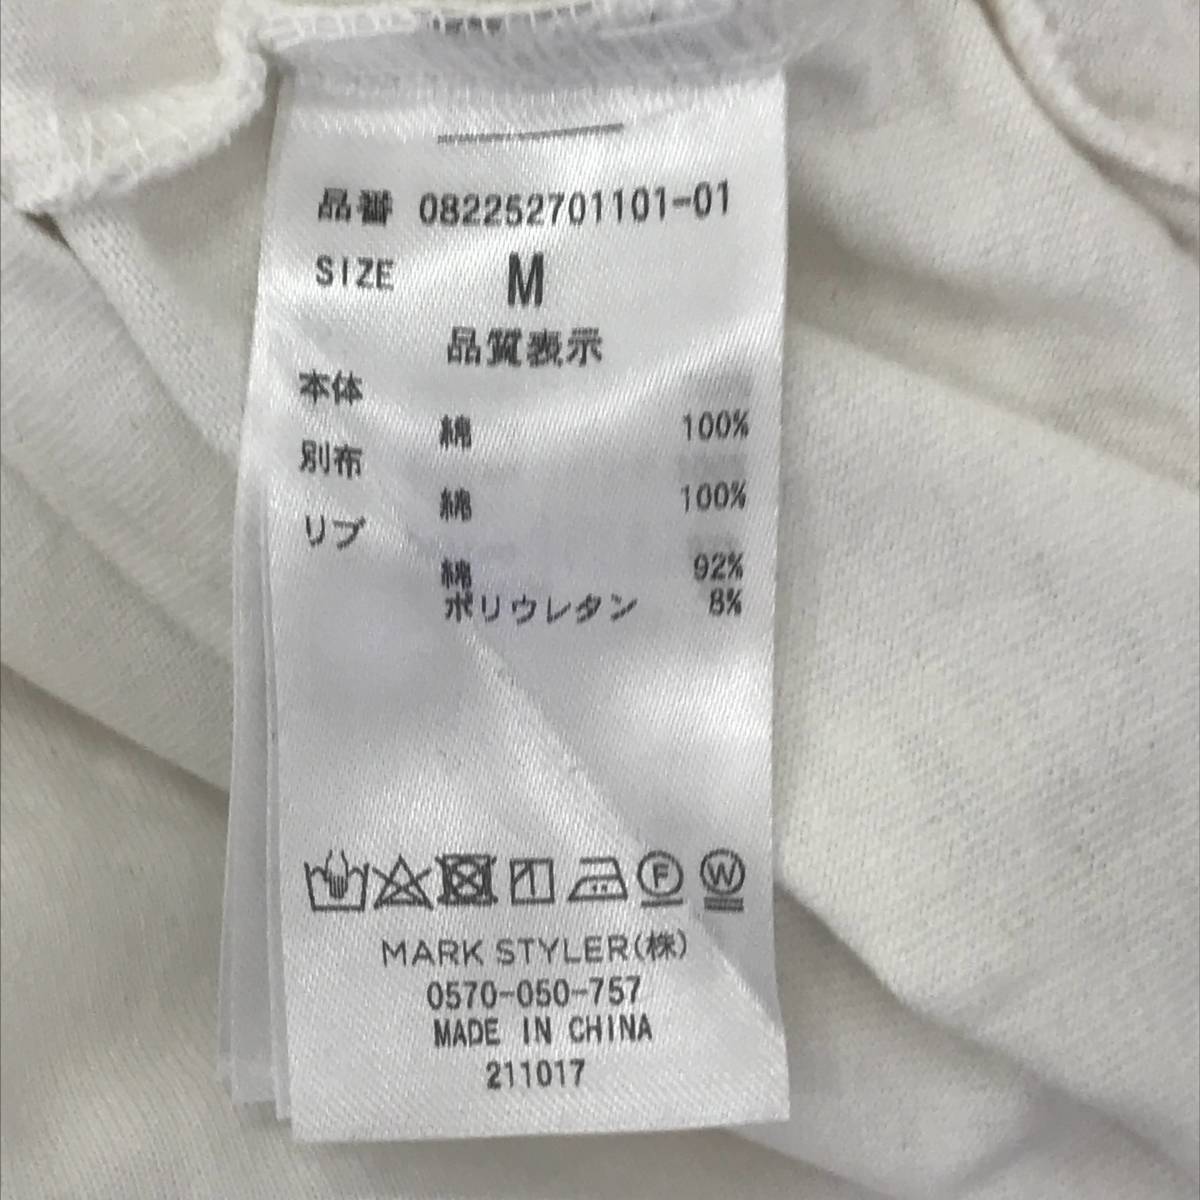 品番 082252701101-01
SIZE M
品質表示
本体
綿 100%
別布
綿 100%
リブ
綿 92%
ポリウレタン 8%
F W
MARK STYLER(株)
0570-050-757
MADE IN CHINA
211017